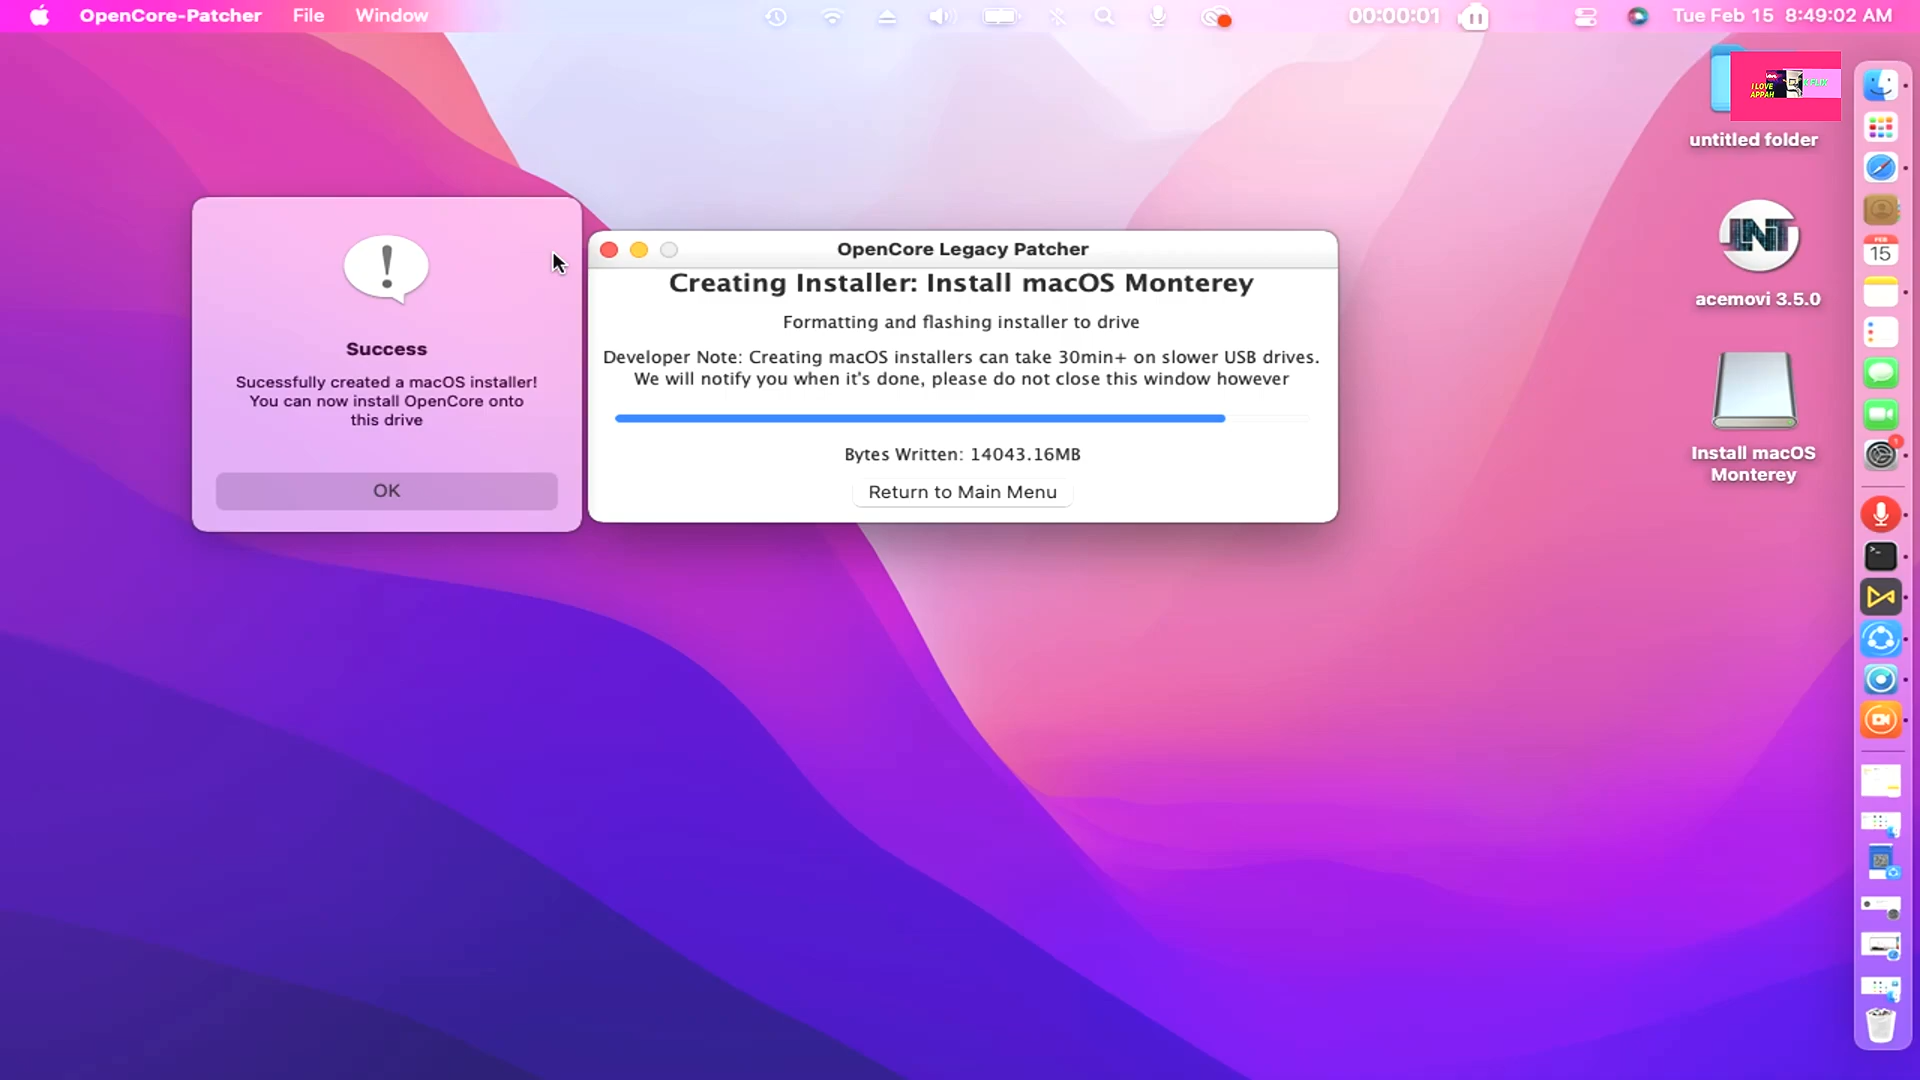 OpenCore-Patcher File Window 00:00:01 Tue Feb 15 8:49:02 AM
I LOVE
APPAH
untitled folder
FEB
15
acemovi 3.5.0
Install macOS
Monterey
1
Success
Sucessfully created a macOS installer!
You can now install OpenCore onto
this drive
OK
OpenCore Legacy Patcher
Creating Installer: Install macOS Monterey
Formatting and flashing installer to drive
Developer Note: Creating macOS installers can take 30min+ on slower USB drives.
We will notify you when it's done, please do not close this window however
Bytes Written: 14043.16MB
Return to Main Menu